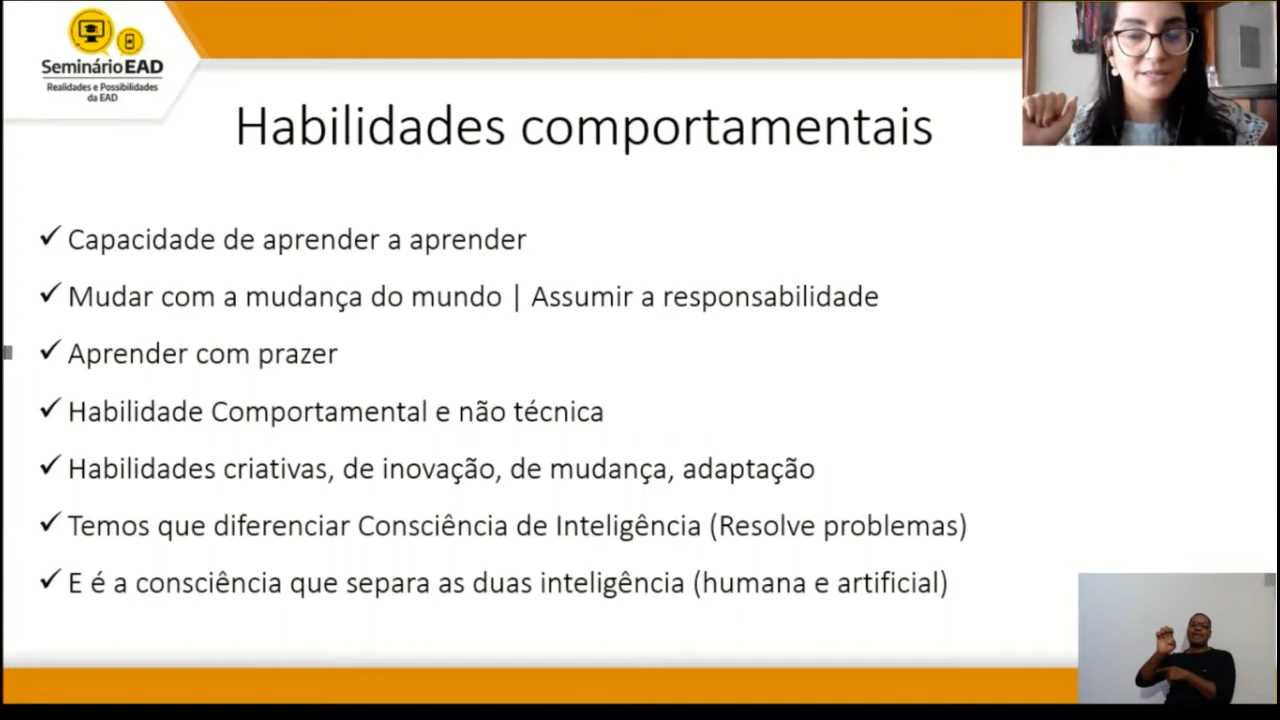 Seminário EAD
Realidades e Possibilidades
da EAD
Habilidades comportamentais
✓ Capacidade de aprender a aprender
✓ Mudar com a mudança do mundo | Assumir a responsabilidade
✓ Aprender com prazer
✓ Habilidade Comportamental e não técnica
✓ Habilidades criativas, de inovação, de mudança, adaptação
✓ Temos que diferenciar Consciência de Inteligência (Resolve problemas)
✓ E é a consciência que separa as duas inteligência (humana e artificial)